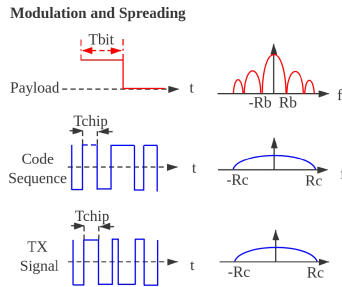 Modulation and Spreading
Tbit
Payload
t
-Rb Rb
f
Tchip
Code
Sequence
t
-Rc
Rc
Tchip
TX
Signal
t
-Rc
Rc